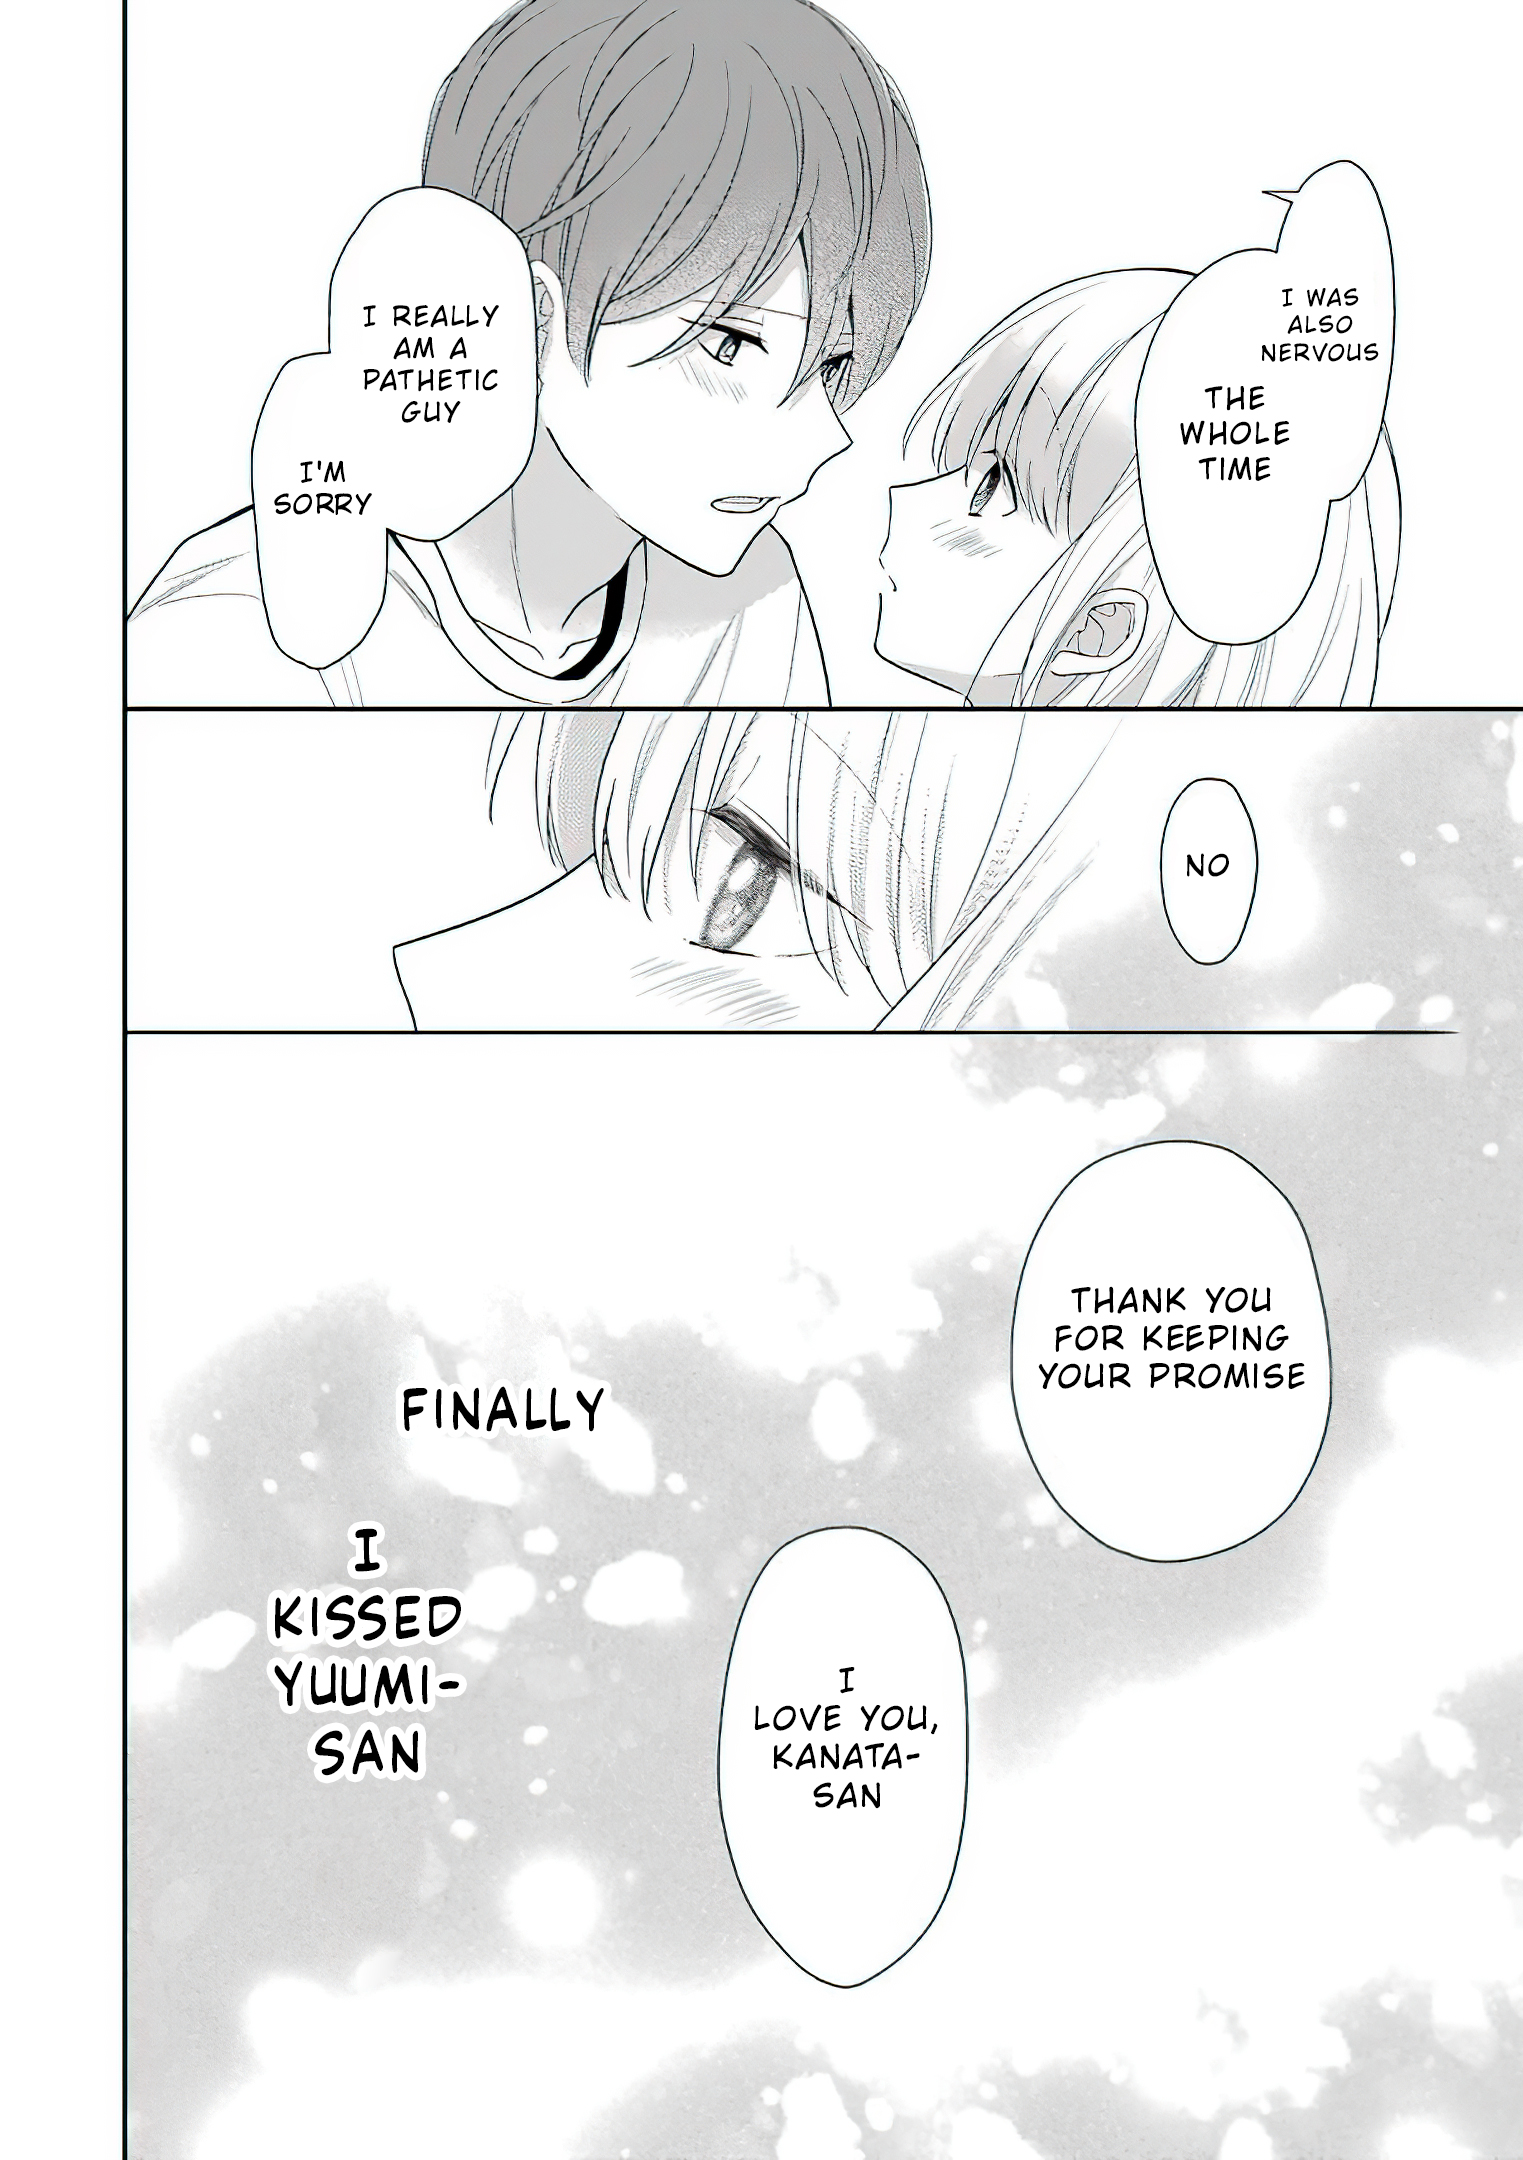 I WAS
ALSO
NERVOUS
THE
WHOLE
TIME
I REALLY
AM A
PATHETIC
GUY
I'M
SORRY
NO
THANK YOU
FOR KEEPING
YOUR PROMISE
I
LOVE YOU,
KANATA-
SAN
FINALLY
I
KISSED
YUUMI-
SAN